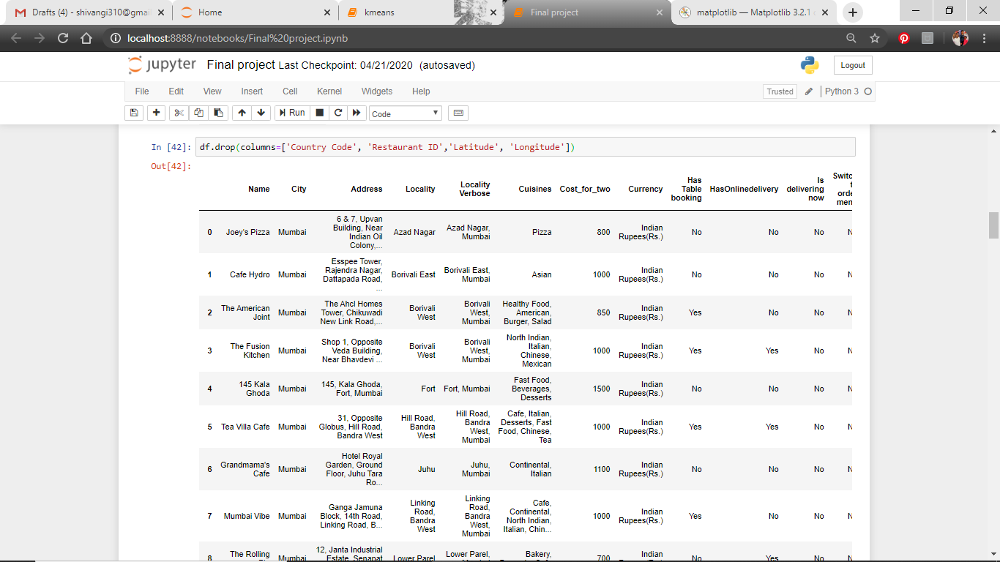 Drafts (4) - shivangi310@gmai
Home
kmeans
Final project
matplotlib — Matplotlib 3.2.1
localhost:8888/notebooks/Final%20project.ipynb
jupyter Final project Last Checkpoint: 04/21/2020 (autosaved)
Logout
File Edit View Insert Cell Kernel Widgets Help
Trusted Python 3
Run Code
In [42]: df.drop(columns=['Country Code', 'Restaurant ID','Latitude', 'Longitude'])
Out[42]:
Name City Address Locality Locality Verbose Cuisines Cost_for_two Currency Has Table booking HasOnlinedelivery Is delivering now Switc t orde men
0 Joey's Pizza Mumbai 6 & 7, Upvan Building, Near Indian Oil Colony,... Azad Nagar Azad Nagar, Mumbai Pizza 800 Indian Rupees(Rs.) No No No N
1 Cafe Hydro Mumbai Esspee Tower, Rajendra Nagar, Dattapada Road, ... Borivali East Borivali East, Mumbai Asian 1000 Indian Rupees(Rs.) No No No N
2 The American Joint Mumbai The Ahcl Homes Tower, Chikuwadi New Link Road,... Borivali West Borivali West, Mumbai Healthy Food, American, Burger, Salad 850 Indian Rupees(Rs.) Yes No No N
3 The Fusion Kitchen Mumbai Shop 1, Opposite Veda Building, Near Bhavdevi ... Borivali West Borivali West, Mumbai North Indian, Italian, Chinese, Mexican 1000 Indian Rupees(Rs.) Yes Yes No N
4 145 Kala Ghoda Mumbai 145, Kala Ghoda, Fort, Mumbai Fort Fort, Mumbai Fast Food, Beverages, Desserts 1500 Indian Rupees(Rs.) No No No N
5 Tea Villa Cafe Mumbai 31, Opposite Globus, Hill Road, Bandra West Hill Road, Bandra West Hill Road, Bandra West, Mumbai Cafe, Italian, Desserts, Fast Food, Chinese, Tea 1000 Indian Rupees(Rs.) Yes Yes No N
6 Grandmama's Cafe Mumbai Hotel Royal Garden, Ground Floor, Juhu Tara Ro... Juhu Juhu, Mumbai Continental, Italian 1100 Indian Rupees(Rs.) No No No N
7 Mumbai Vibe Mumbai Ganga Jamuna Block, 14th Road, Linking Road, B... Linking Road, Bandra West Linking Road, Bandra West, Mumbai Cafe, Continental, North Indian, Italian, Chin... 1000 Indian Rupees(Rs.) Yes No No N
8 The Rolling Mumbai 12, Janta Industrial Estate, Senapat Lower Parel Lower Parel, Bakery, 700 Indian No Yes No N